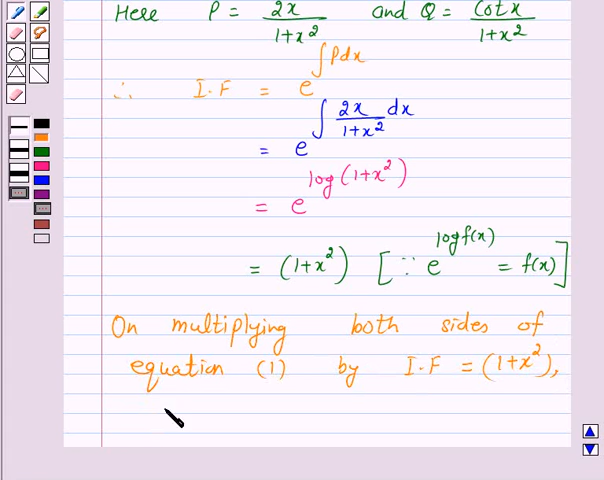 Here P = 2x/(1+x²) and Q = Cot x/(1+x²)
∴ I.F = e^(∫Pdx)
= e^(∫ 2x/(1+x²) dx)
= e^(log(1+x²))
= (1+x²) [∵ e^(log f(x)) = f(x)]
On multiplying both sides of
equation (1) by I.F = (1+x²),